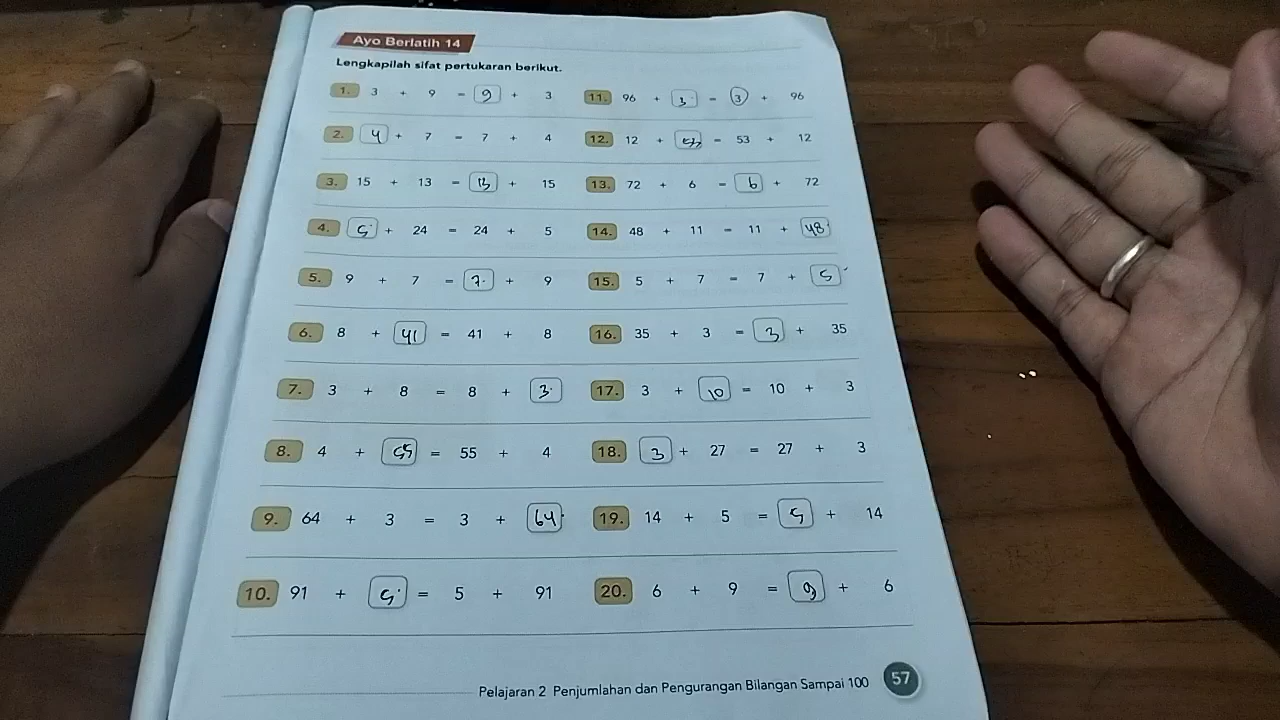 Ayo Berlatih 14
Lengkapilah sifat pertukaran berikut.
1. 3 + 9 = 9 + 3
2. 4 + 7 = 7 + 4
3. 15 + 13 = 13 + 15
4. 5 + 24 = 24 + 5
5. 9 + 7 = 7 + 9
6. 8 + 41 = 41 + 8
7. 3 + 8 = 8 + 3
8. 4 + 55 = 55 + 4
9. 64 + 3 = 3 + 64
10. 91 + 5 = 5 + 91
11. 96 + 3 = 3 + 96
12. 12 + 53 = 53 + 12
13. 72 + 6 = 6 + 72
14. 48 + 11 = 11 + 48
15. 5 + 7 = 7 + 5
16. 35 + 3 = 3 + 35
17. 3 + 10 = 10 + 3
18. 3 + 27 = 27 + 3
19. 14 + 5 = 5 + 14
20. 6 + 9 = 9 + 6
Pelajaran 2 Penjumlahan dan Pengurangan Bilangan Sampai 100 57